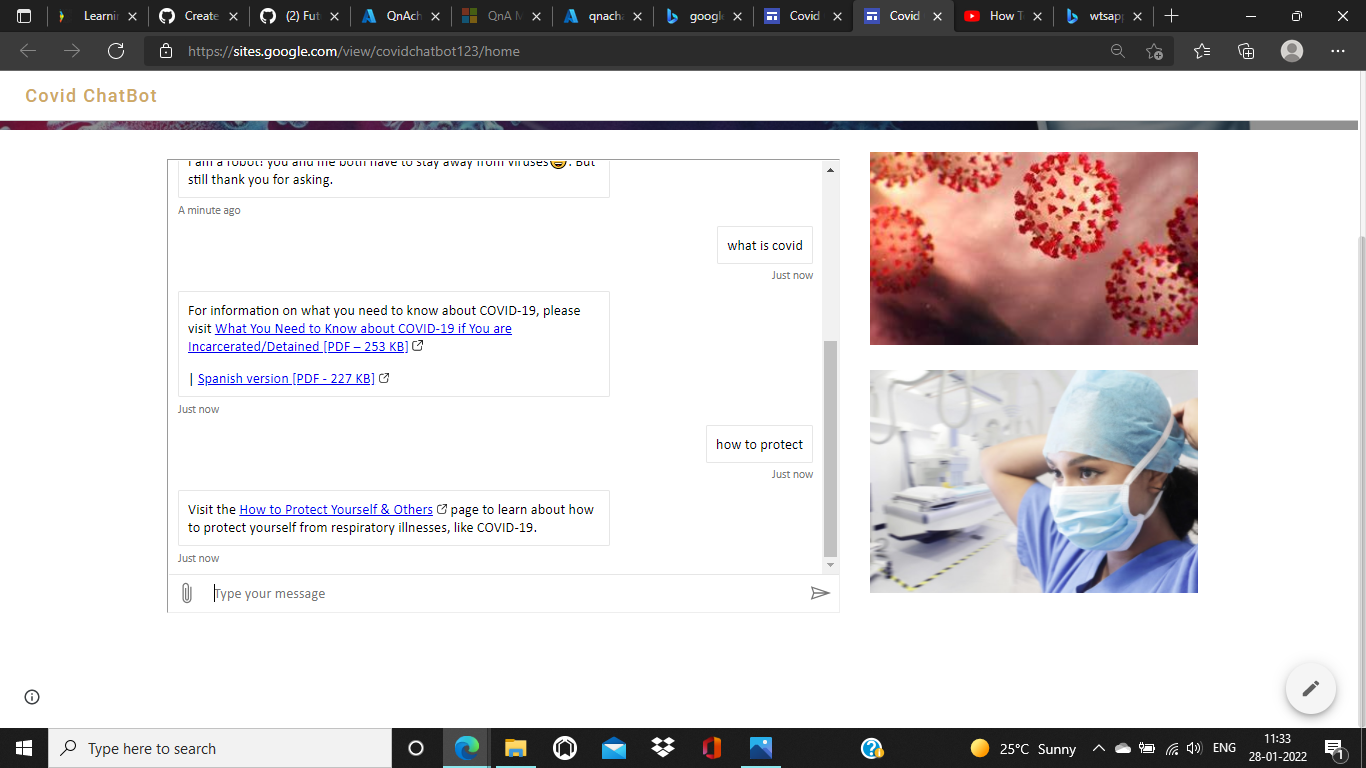 Learnin
Create
(2) Fut
QnAch
QnA M
qnacha
google
Covid
Covid
How T
wtsapp
https://sites.google.com/view/covidchatbot123/home
Covid ChatBot
I am a robot! you and me both have to stay away from viruses😄. But
still thank you for asking.
A minute ago
what is covid
Just now
For information on what you need to know about COVID-19, please
visit What You Need to Know about COVID-19 if You are
Incarcerated/Detained [PDF – 253 KB]
| Spanish version [PDF - 227 KB]
Just now
how to protect
Just now
Visit the How to Protect Yourself & Others page to learn about how
to protect yourself from respiratory illnesses, like COVID-19.
Just now
Type your message
Type here to search
25°C Sunny
ENG
11:33
28-01-2022
1